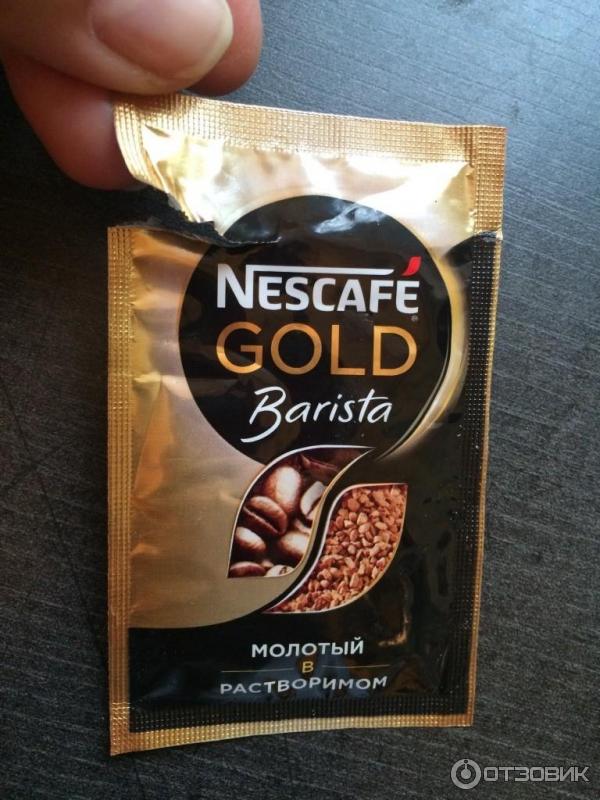 NESCAFÉ
GOLD
Barista
МОЛОТЫЙ
В
РАСТВОРИМОМ
ОТЗОВИК